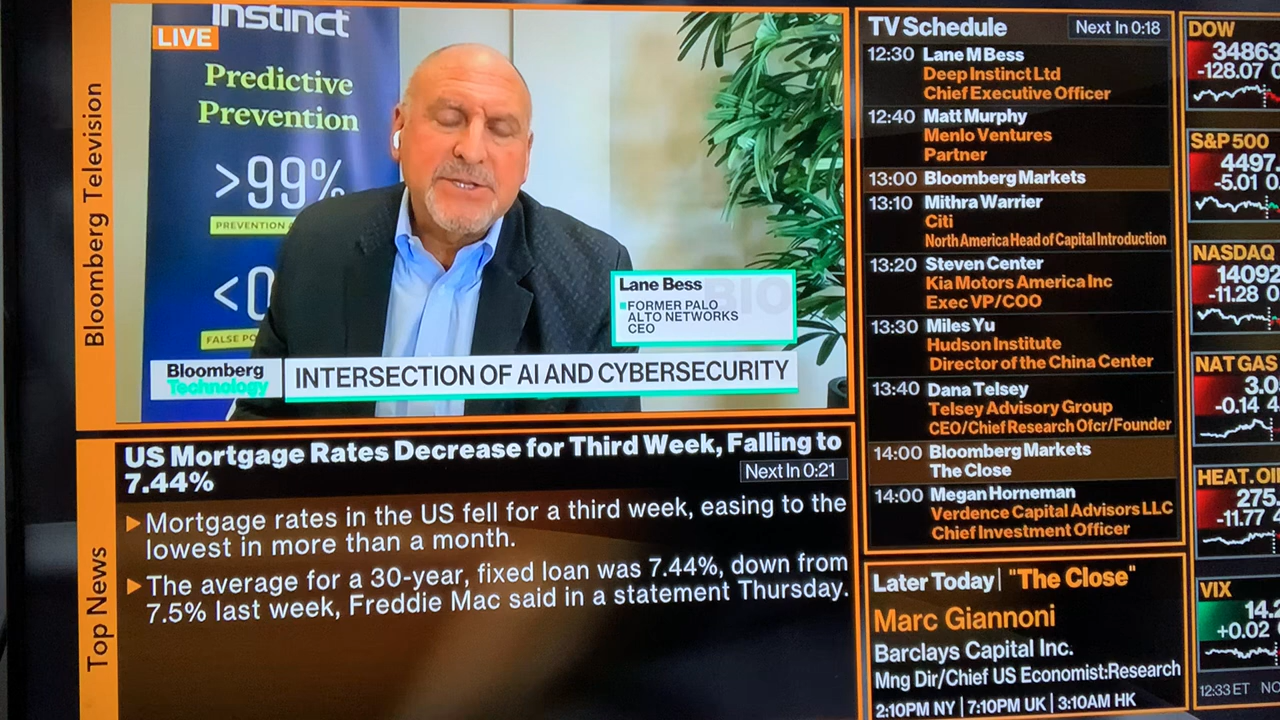 Bloomberg Television
instinct
LIVE
Predictive
Prevention
>99%
PREVENTION
<0
FALSE
Lane Bess
FORMER PALO
ALTO NETWORKS
CEO
Bloomberg
Technology
INTERSECTION OF AI AND CYBERSECURITY
Top News
US Mortgage Rates Decrease for Third Week, Falling to
7.44%
Next In 0:21
Mortgage rates in the US fell for a third week, easing to the
lowest in more than a month.
The average for a 30-year, fixed loan was 7.44%, down from
7.5% last week, Freddie Mac said in a statement Thursday.
TV Schedule
Next In 0:18
12:30 Lane M Bess
Deep Instinct Ltd
Chief Executive Officer
12:40 Matt Murphy
Menlo Ventures
Partner
13:00 Bloomberg Markets
13:10 Mithra Warrier
Citi
North America Head of Capital Introduction
13:20 Steven Center
Kia Motors America Inc
Exec VP/COO
13:30 Miles Yu
Hudson Institute
Director of the China Center
13:40 Dana Telsey
Telsey Advisory Group
CEO/Chief Research Ofcr/Founder
14:00 Bloomberg Markets
The Close
14:00 Megan Horneman
Verdence Capital Advisors LLC
Chief Investment Officer
Later Today | "The Close"
Marc Giannoni
Barclays Capital Inc.
Mng Dir/Chief US Economist:Research
2:10PM NY | 7:10PM UK | 3:10AM HK
DOW
34863
-128.07
S&P 500
4497.
-5.01
NASDAQ
14092
-11.28
NAT GAS
3.0
-0.14
HEAT. OIL
275.
-11.77
VIX
14.2
+0.02
12:33 ET